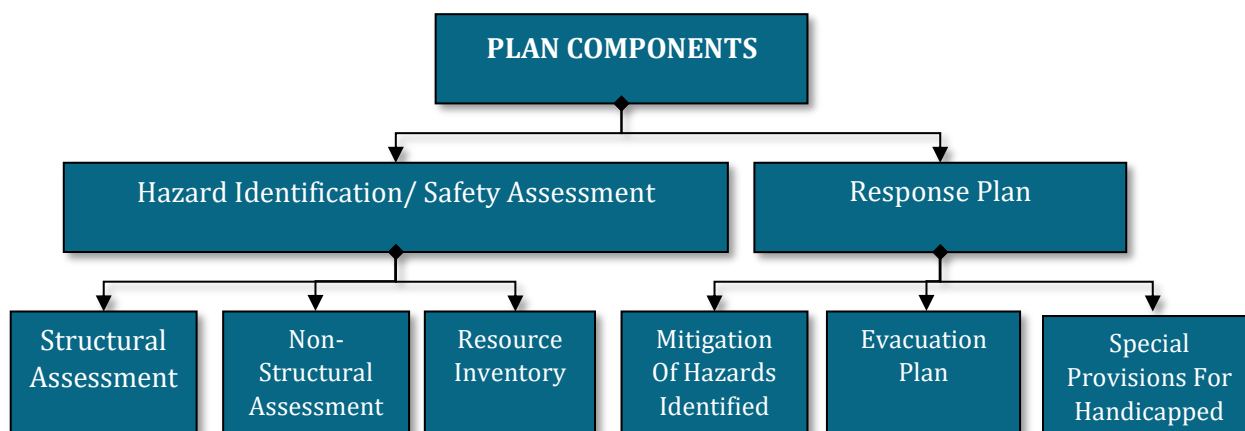 PLAN COMPONENTS
Hazard Identification/ Safety Assessment
Response Plan
Structural
Assessment
Non-
Structural
Assessment
Resource
Inventory
Mitigation
Of Hazards
Identified
Evacuation
Plan
Special
Provisions For
Handicapped